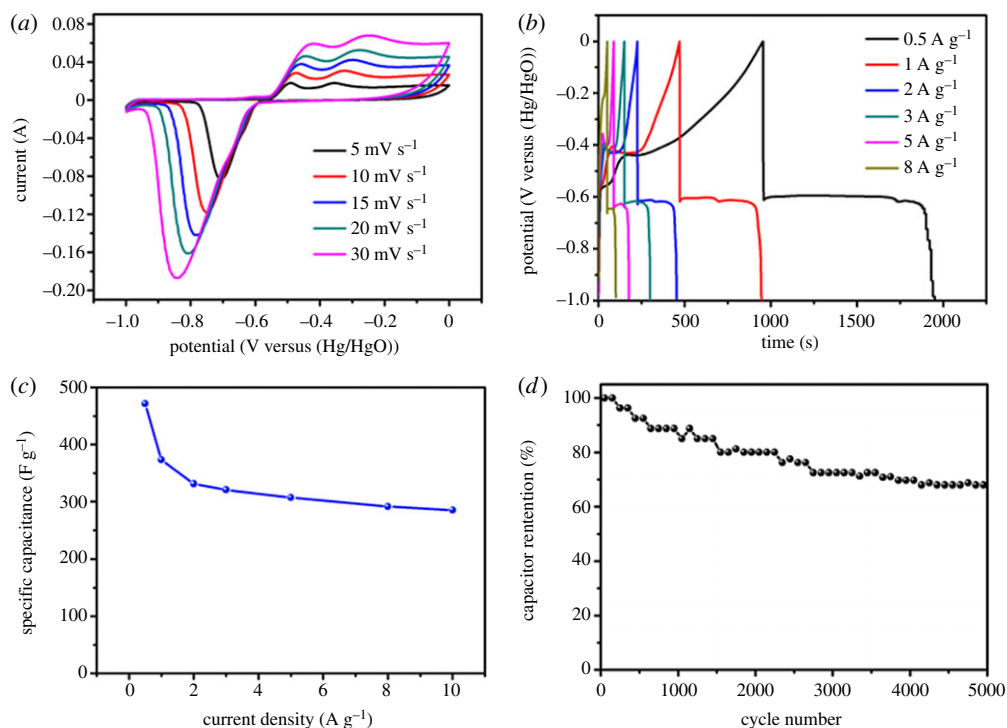 (a)
0.08
0.04
0
−0.04
−0.08
−0.12
−0.16
−0.20
current (A)
5 mV s⁻¹
10 mV s⁻¹
15 mV s⁻¹
20 mV s⁻¹
30 mV s⁻¹
−1.0 −0.8 −0.6 −0.4 −0.2 0
potential (V versus (Hg/HgO))
(b)
0
−0.2
−0.4
−0.6
−0.8
−1.0
potential (V versus (Hg/HgO))
0.5 A g⁻¹
1 A g⁻¹
2 A g⁻¹
3 A g⁻¹
5 A g⁻¹
8 A g⁻¹
0 500 1000 1500 2000
time (s)
(c)
500
400
300
200
100
0
specific capacitance (F g⁻¹)
0 2 4 6 8 10
current density (A g⁻¹)
(d)
100
80
60
40
20
0
capacitor rentention (%)
0 1000 2000 3000 4000 5000
cycle number